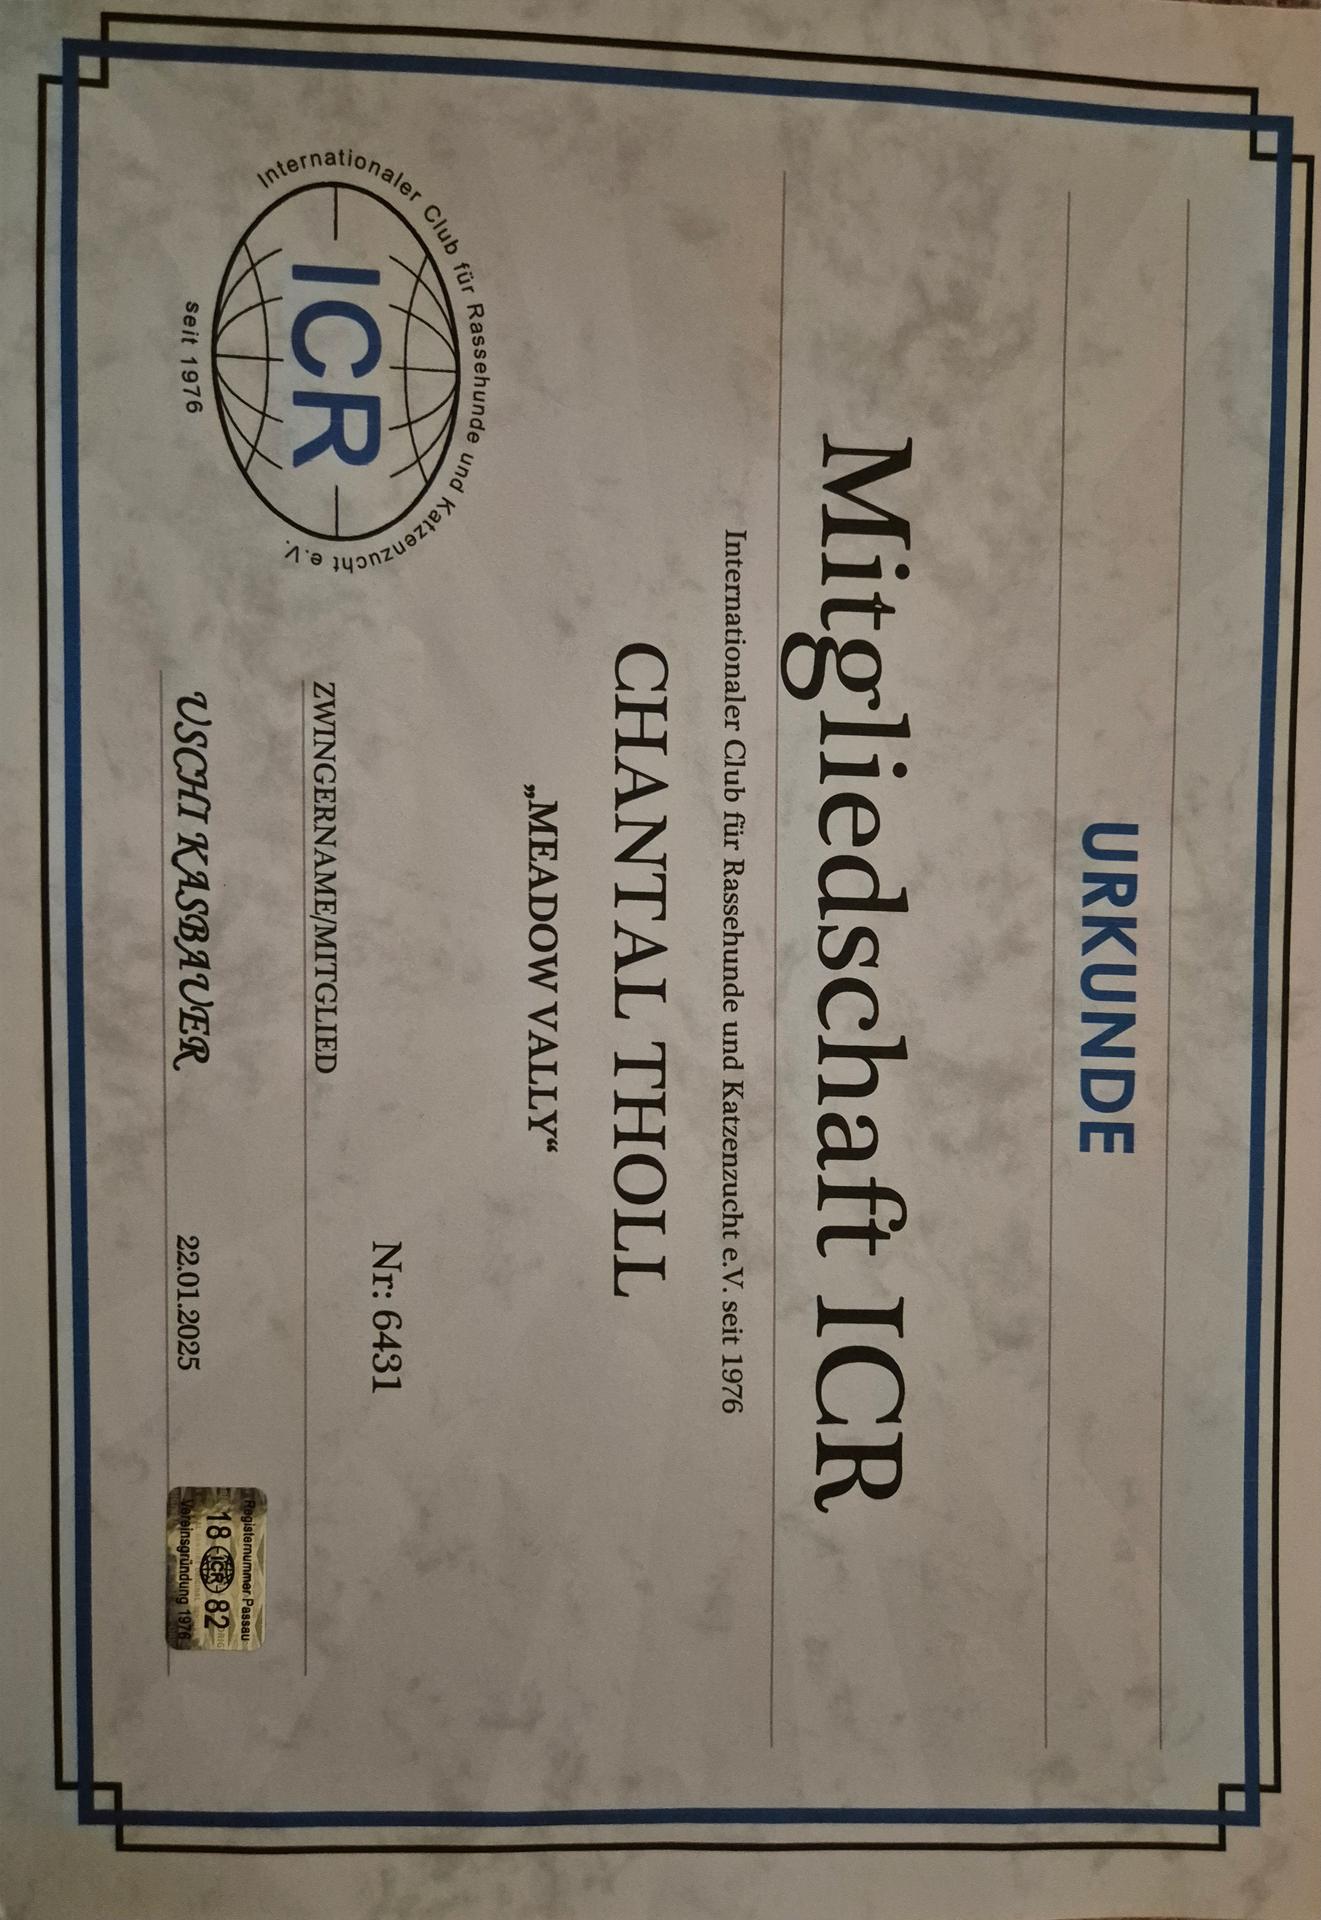 URKUNDE
Mitgliedschaft ICR
Internationaler Club für Rassehunde und Katzenzucht e.V. seit 1976
CHANTAL THOLL
„MEADOW VALLY“
Internationaler Club für Rassehunde und Katzenzucht e.V.
ICR
seit 1976
Nr: 6431
ZWINGERNAME/MITGLIED
USCHI KASBAUER 22.01.2025
Registernummer Passau
18 ICR 82
Vereinsgründung 1976